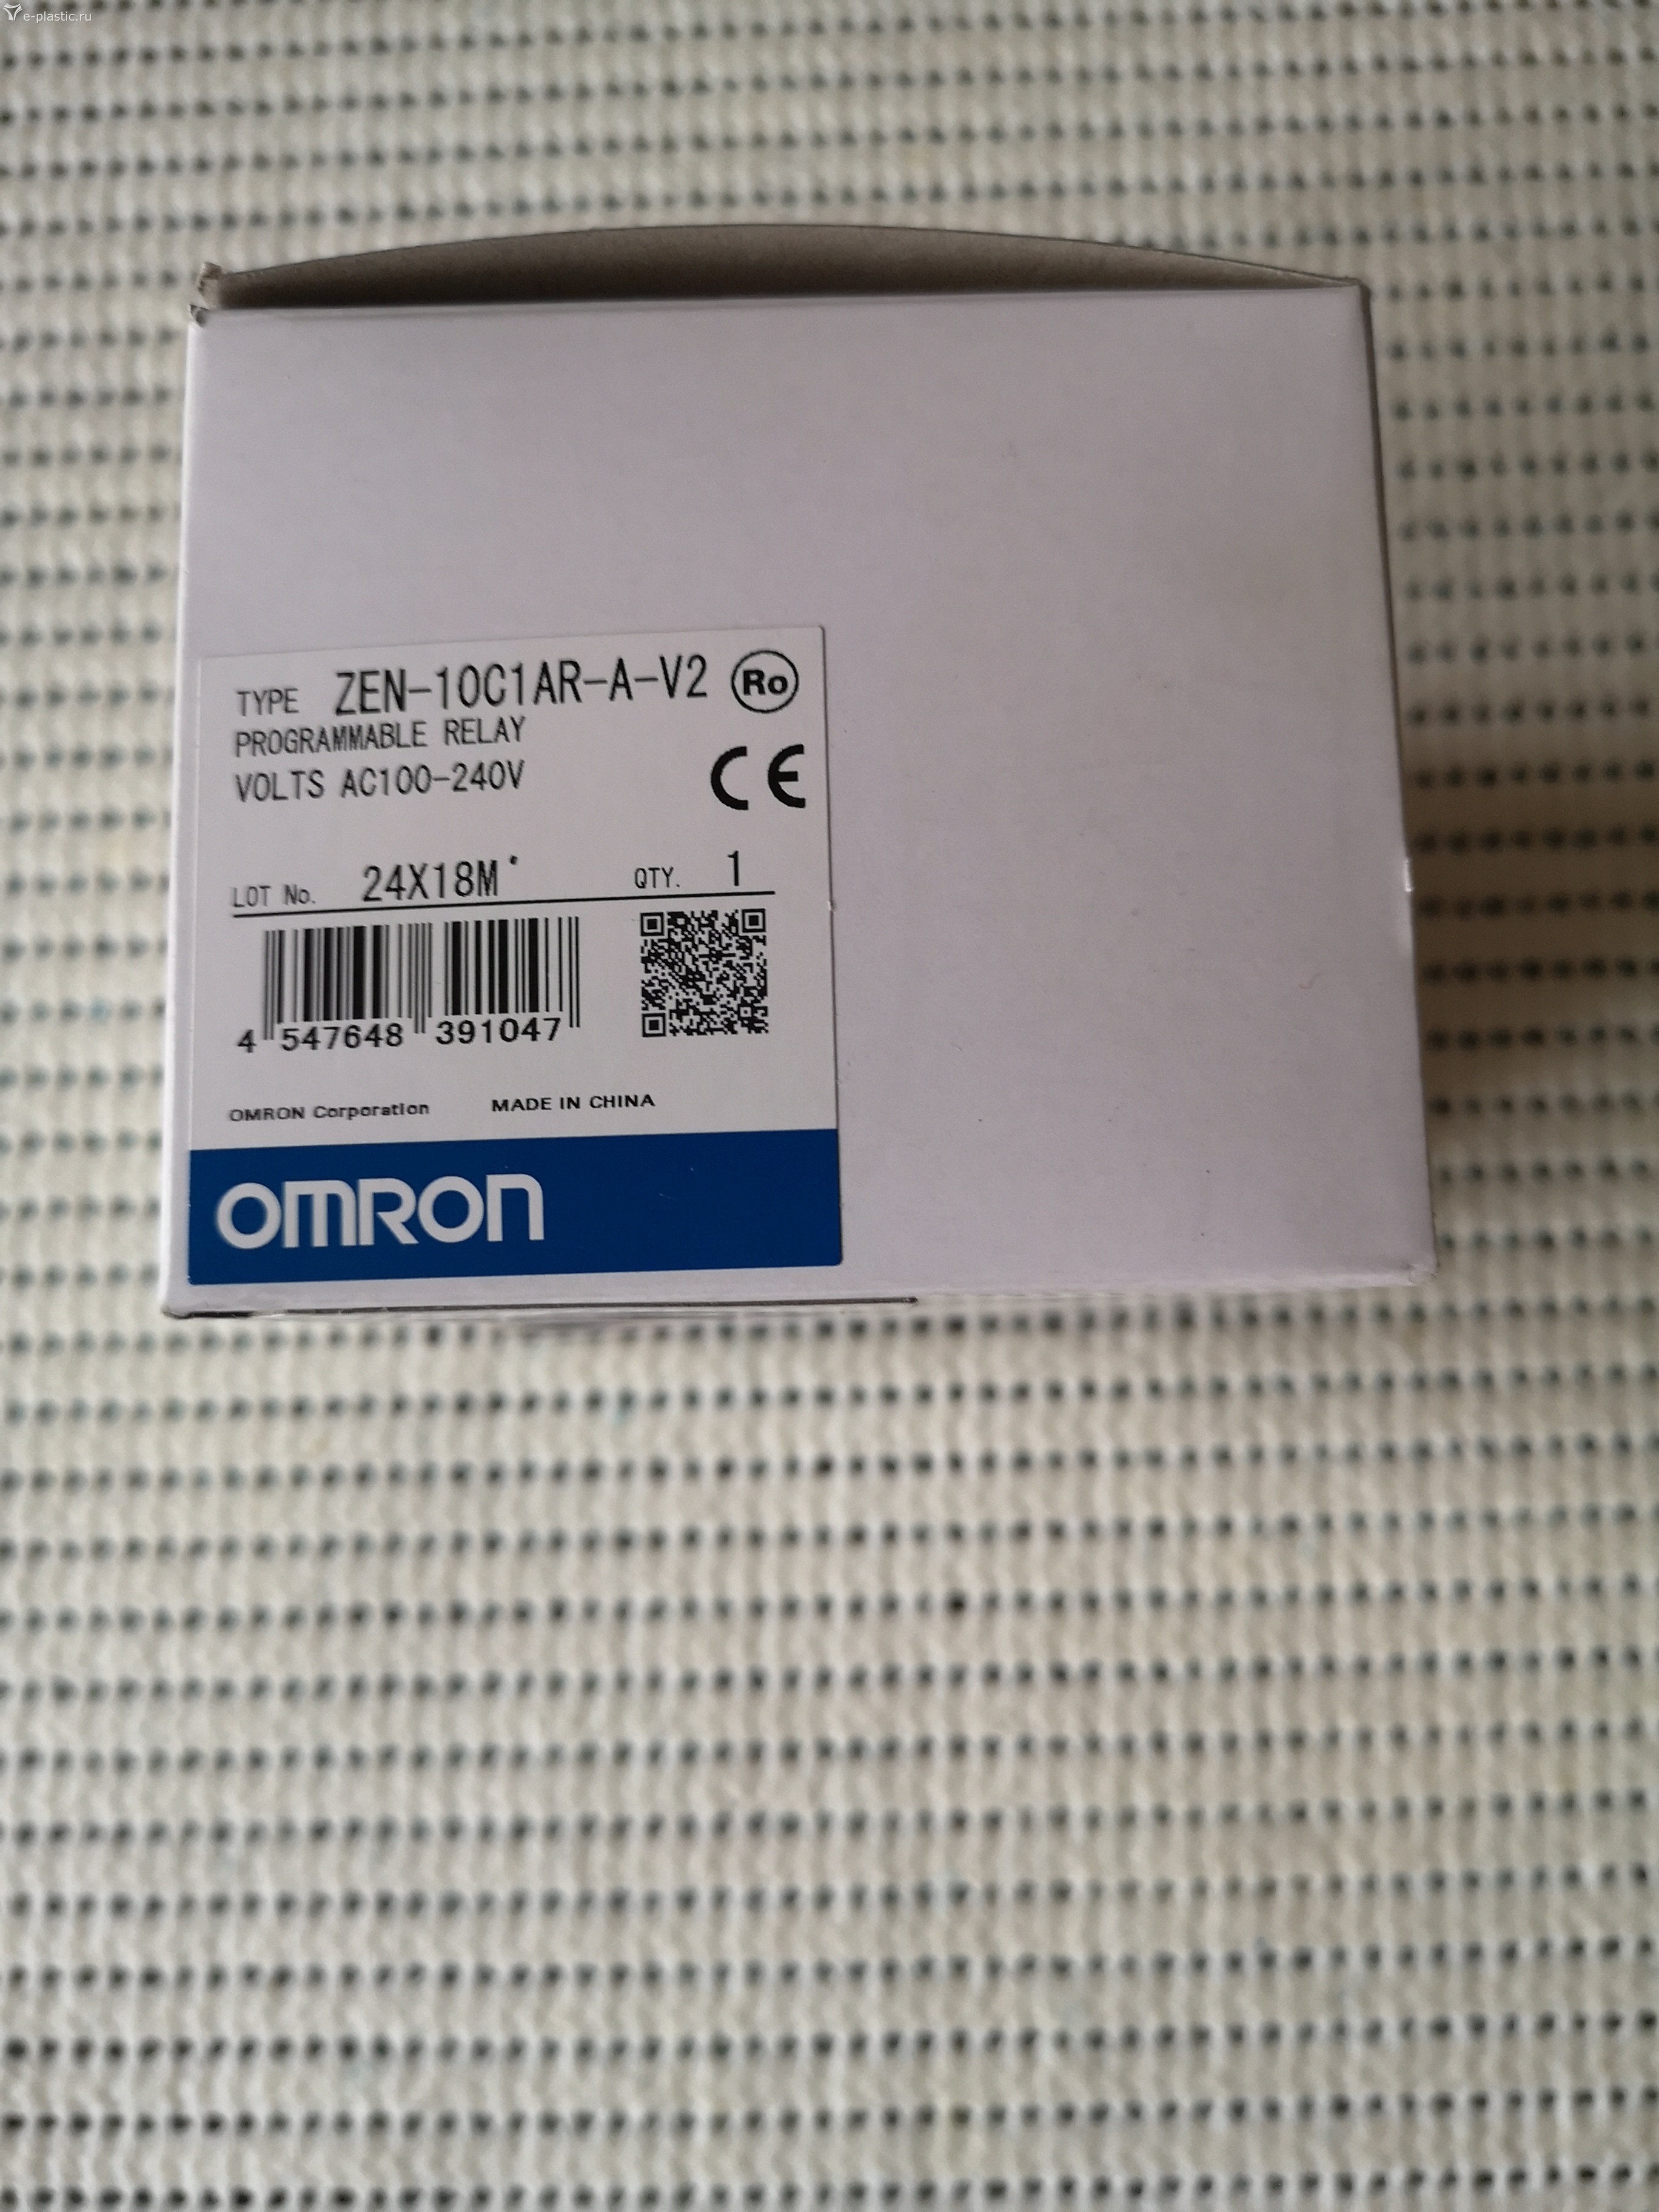 e-plastic.ru
TYPE ZEN-10C1AR-A-V2 Ro
PROGRAMMABLE RELAY
VOLTS AC100-240V
CE
LOT No. 24X18M QTY. 1
4 547648 391047
OMRON Corporation MADE IN CHINA
OMRON